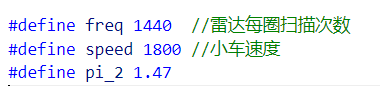 #define freq 1440  //雷达每圈扫描次数
#define speed 1800 //小车速度
#define pi_2 1.47